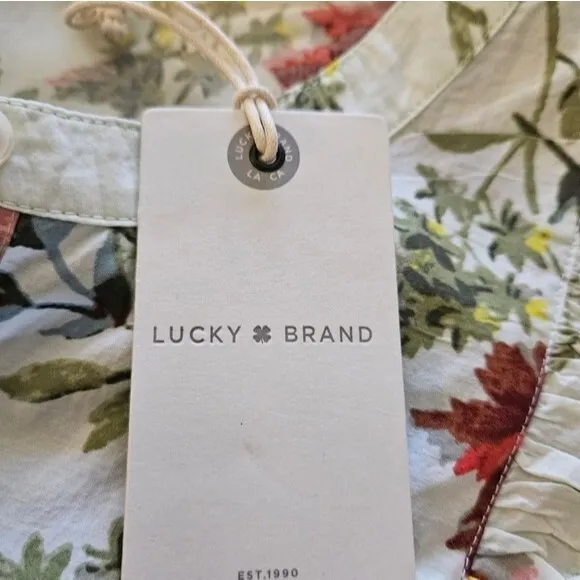 LUCKY BRAND
LA CA
LUCKY BRAND
EST.1990